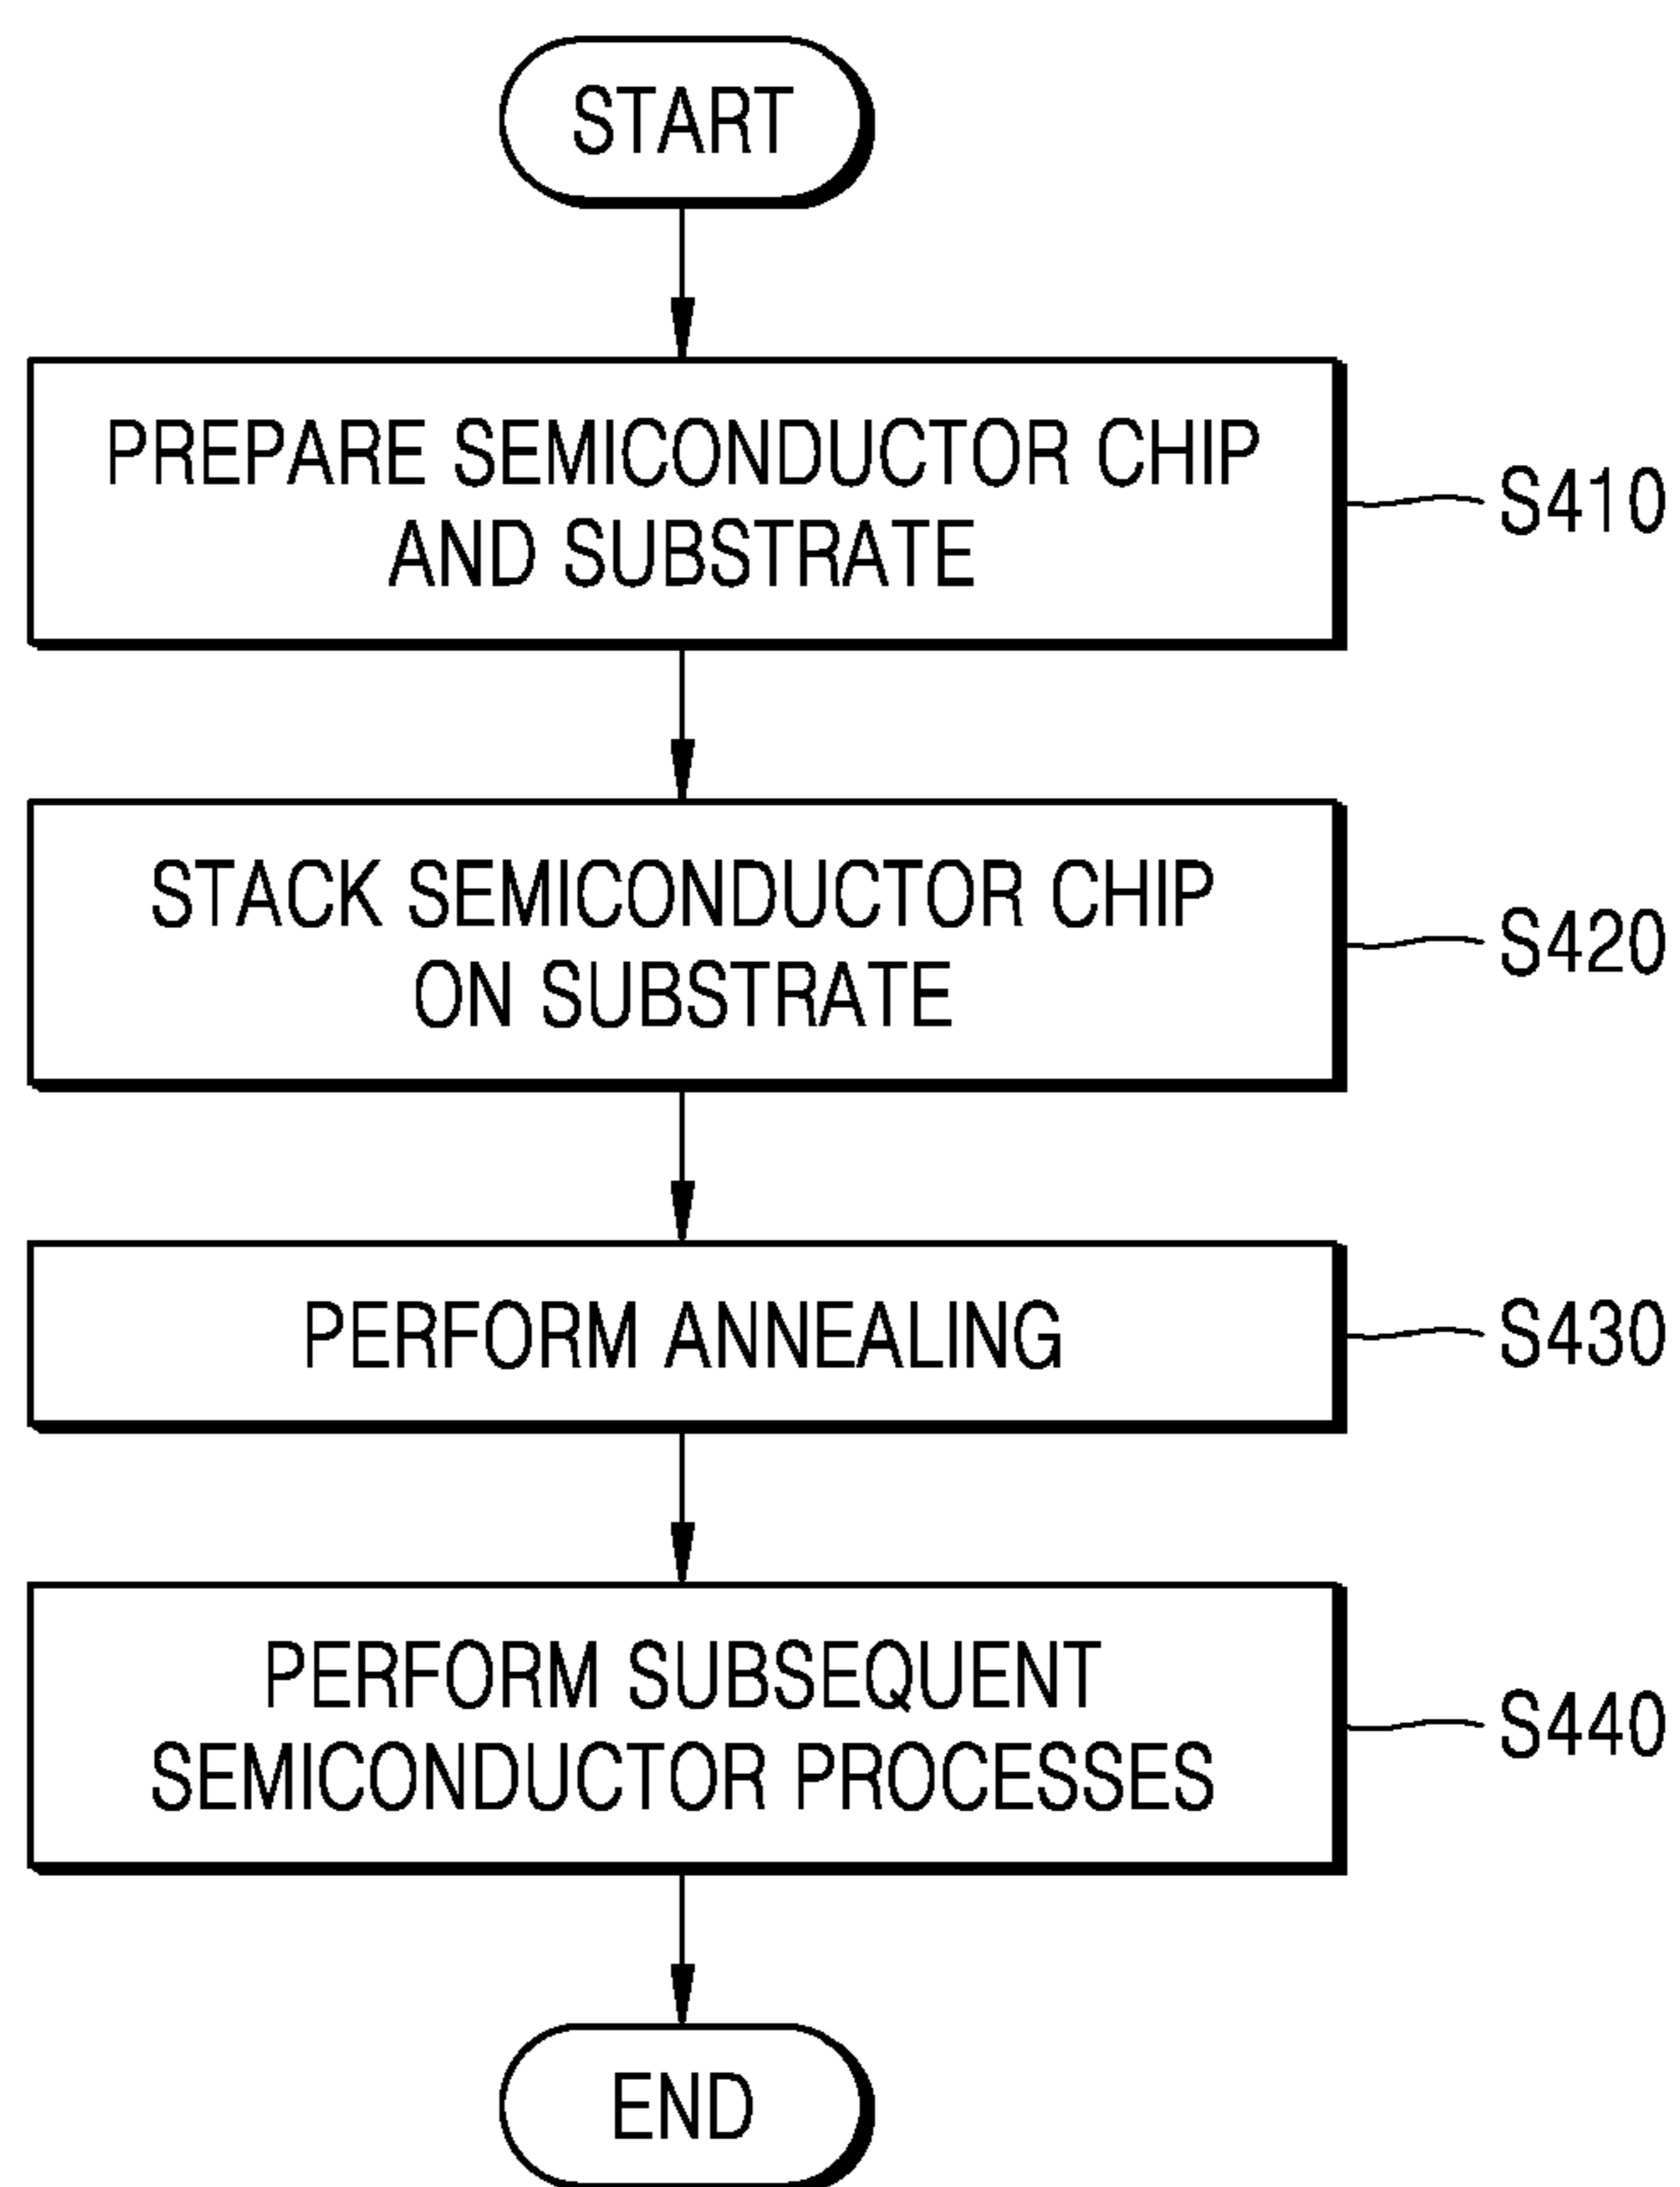 START
PREPARE SEMICONDUCTOR CHIP
AND SUBSTRATE
S410
STACK SEMICONDUCTOR CHIP
ON SUBSTRATE
S420
PERFORM ANNEALING
S430
PERFORM SUBSEQUENT
SEMICONDUCTOR PROCESSES
S440
END